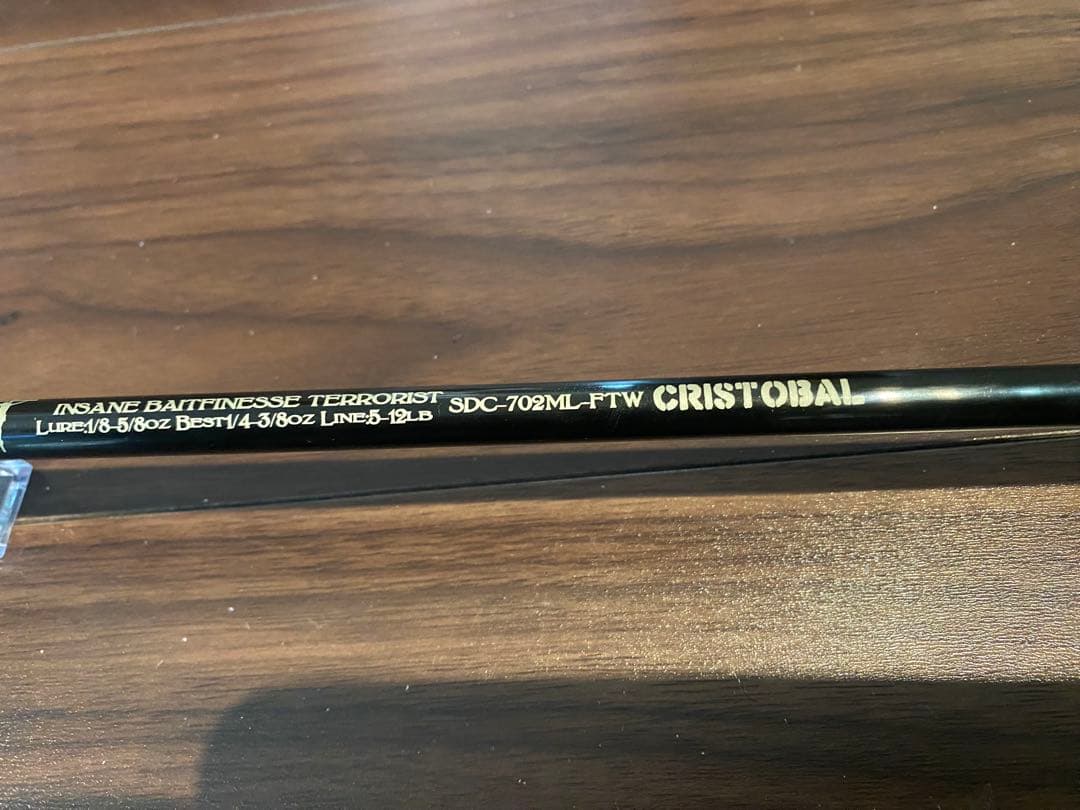 INSANE BAITFINESSE TERRORIST
LURE:1/8-5/8OZ BEST1/4-3/8OZ LINE:5-12LB
SDC-702ML-FTW CRISTOBAL